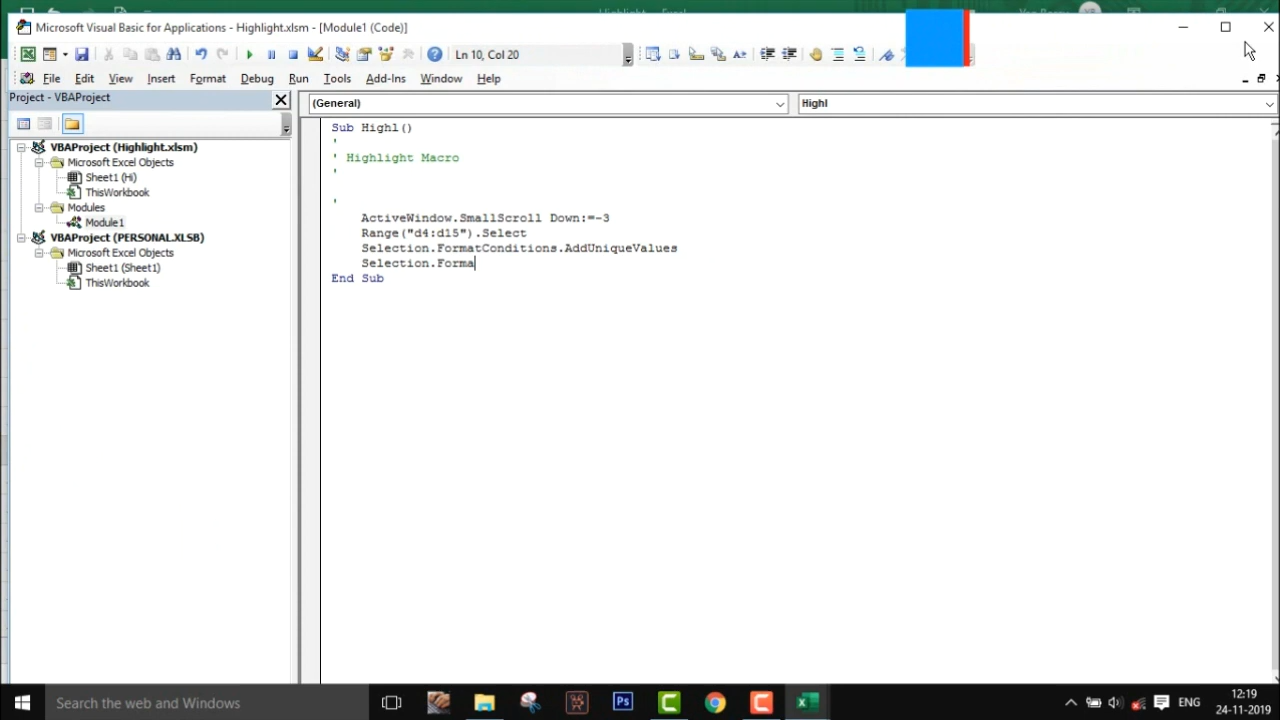 Highlight - Excel
Microsoft Visual Basic for Applications - Highlight.xlsm - [Module1 (Code)]
Ln 10, Col 20
File Edit View Insert Format Debug Run Tools Add-Ins Window Help
Project - VBAProject
(General)
Highl
VBAProject (Highlight.xlsm)
Microsoft Excel Objects
Sheet1 (Hi)
ThisWorkbook
Modules
Module1
VBAProject (PERSONAL.XLSB)
Microsoft Excel Objects
Sheet1 (Sheet1)
ThisWorkbook
Sub Highl()
'
' Highlight Macro
'
'
ActiveWindow.SmallScroll Down:=-3
Range("d4:d15").Select
Selection.FormatConditions.AddUniqueValues
Selection.Forma
End Sub
Search the web and Windows
Ps
ENG
12:19
24-11-2019